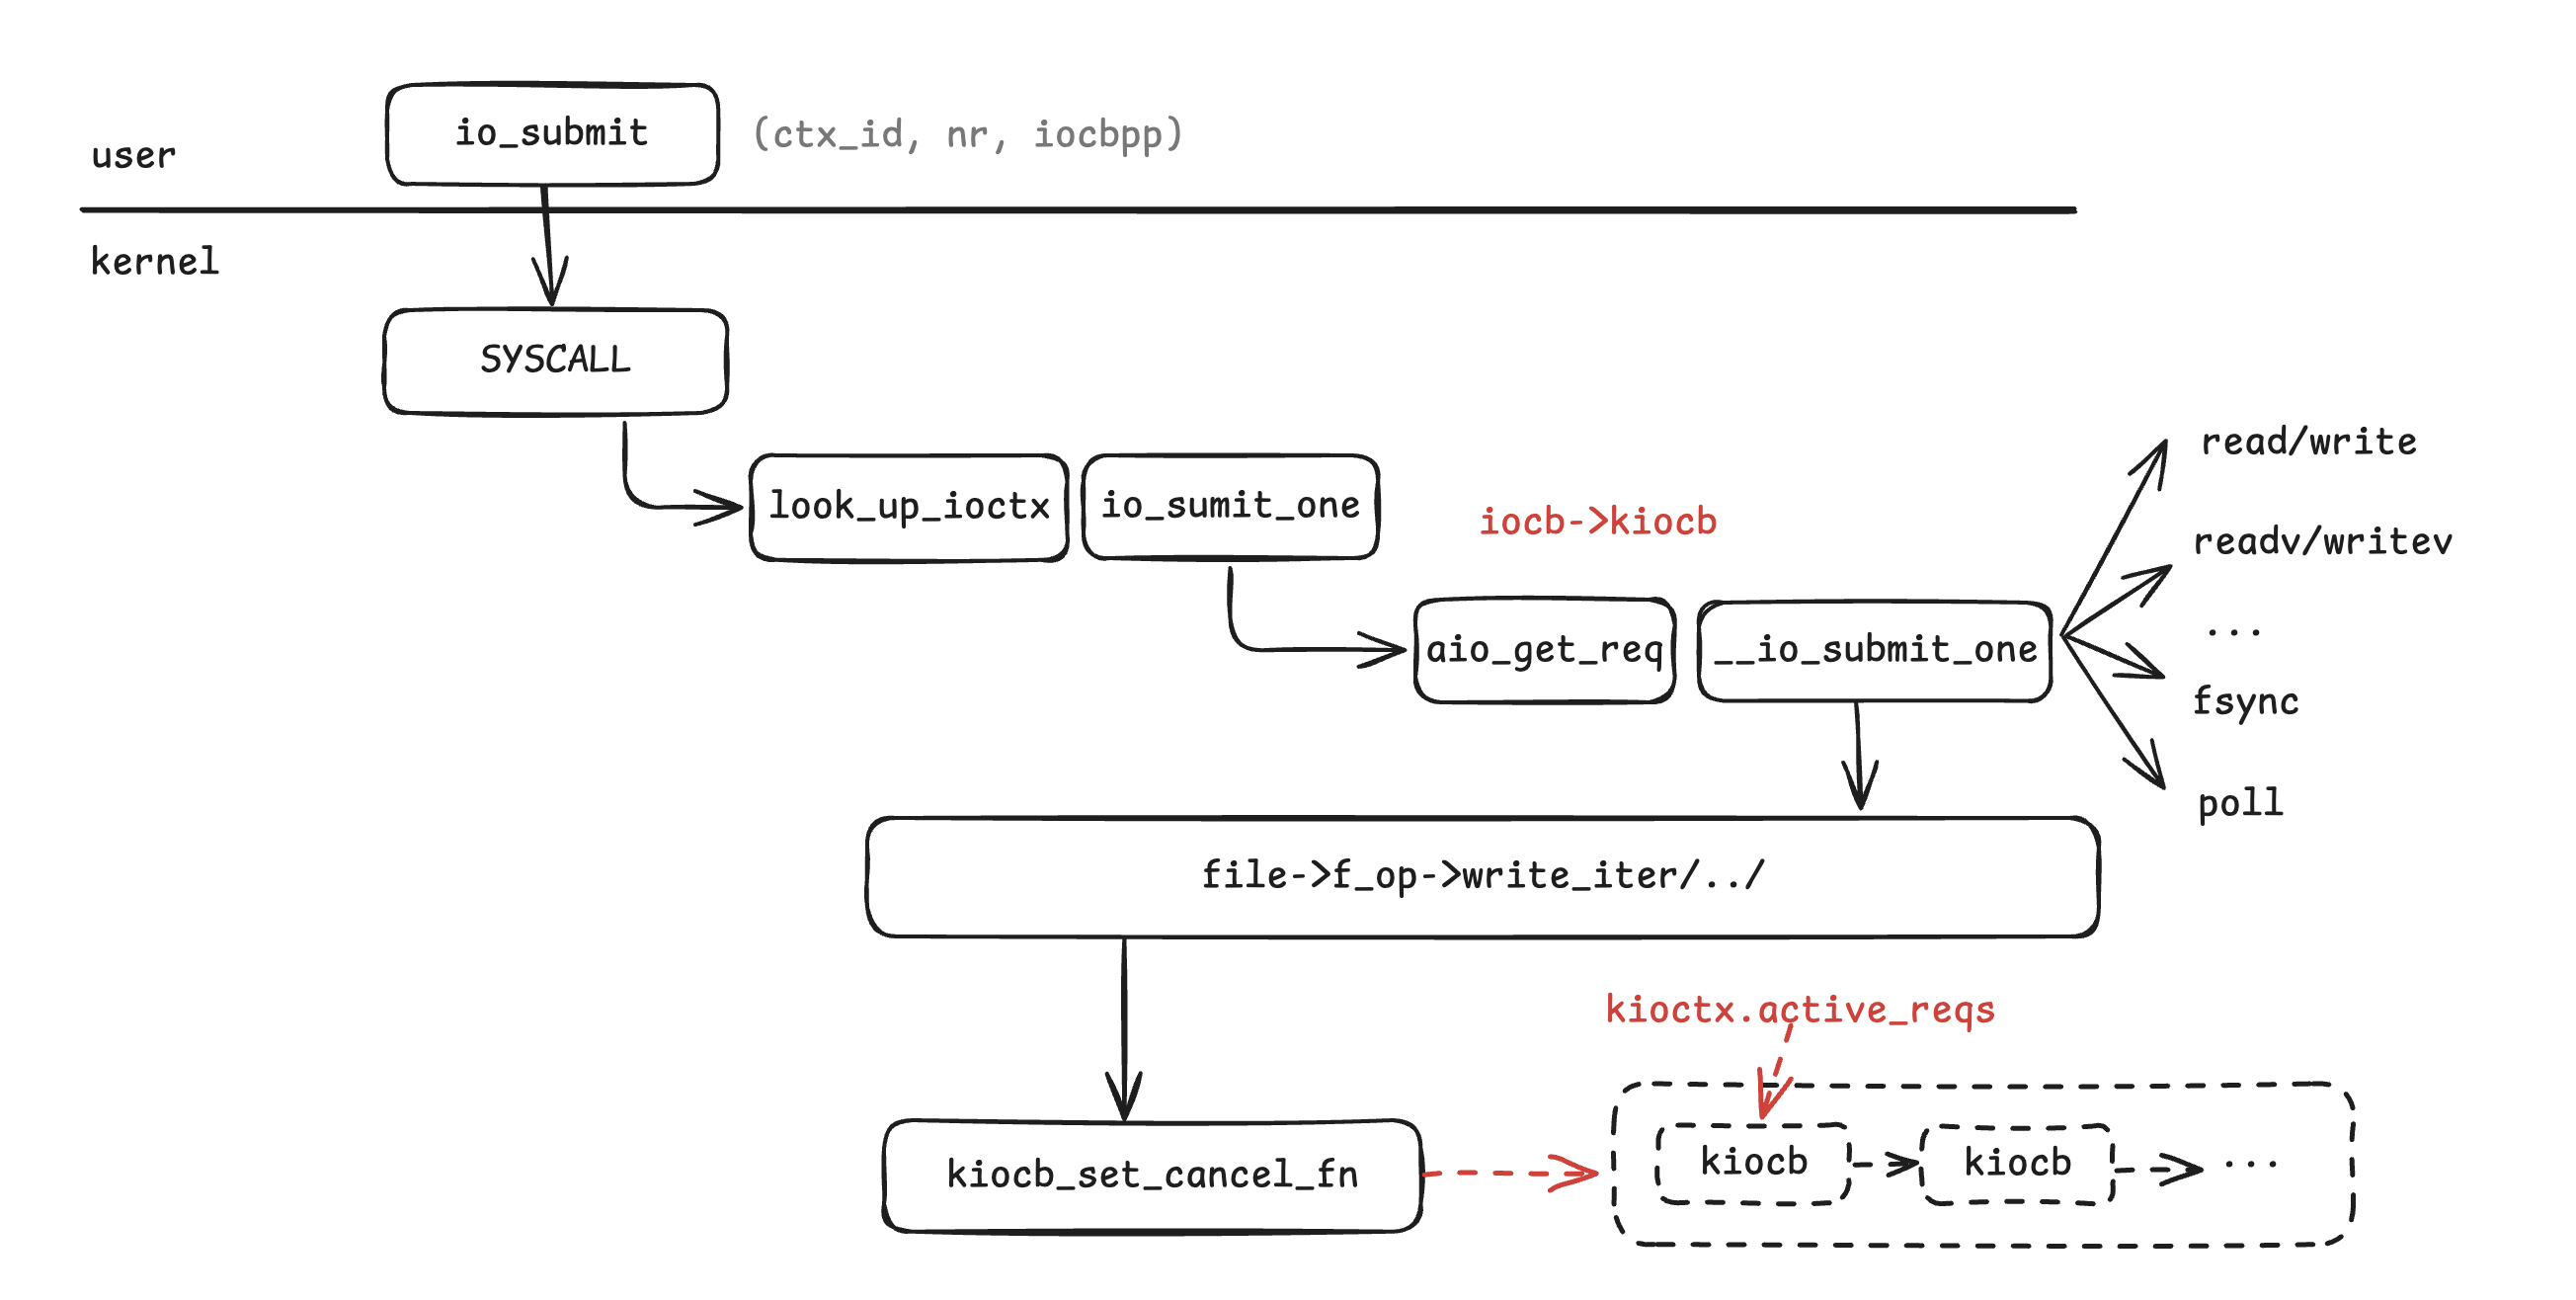 io_submit
(ctx_id, nr, iocbpp)
user
kernel
SYSCALL
look_up_ioctx
io_sumit_one
iocb->kiocb
read/write
readv/writev
...
fsync
poll
aio_get_req
__io_submit_one
file->f_op->write_iter/../
kioctx.active_reqs
kiocb_set_cancel_fn
kiocb
kiocb
...